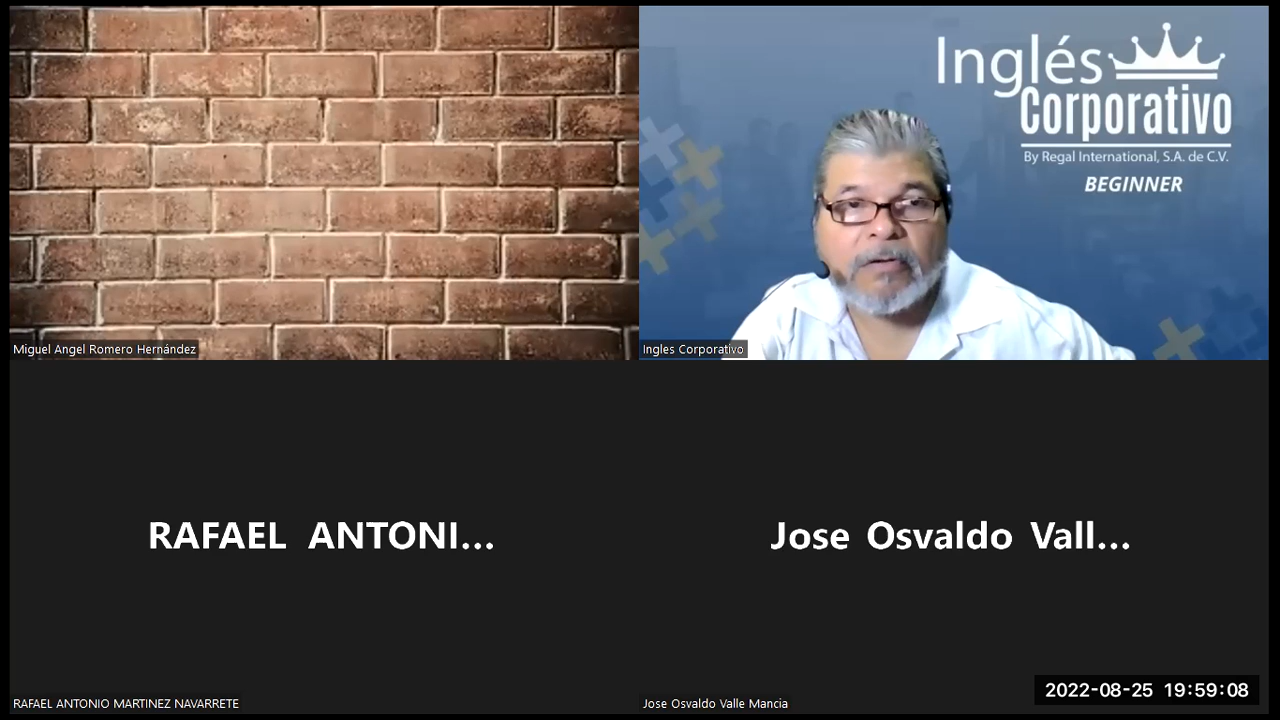 Inglés
Corporativo
By Regal International, S.A. de C.V.
BEGINNER
Miguel Angel Romero Hernández
Ingles Corporativo
RAFAEL ANTONI...
Jose Osvaldo Vall...
RAFAEL ANTONIO MARTINEZ NAVARRETE
Jose Osvaldo Valle Mancia
2022-08-25 19:59:08